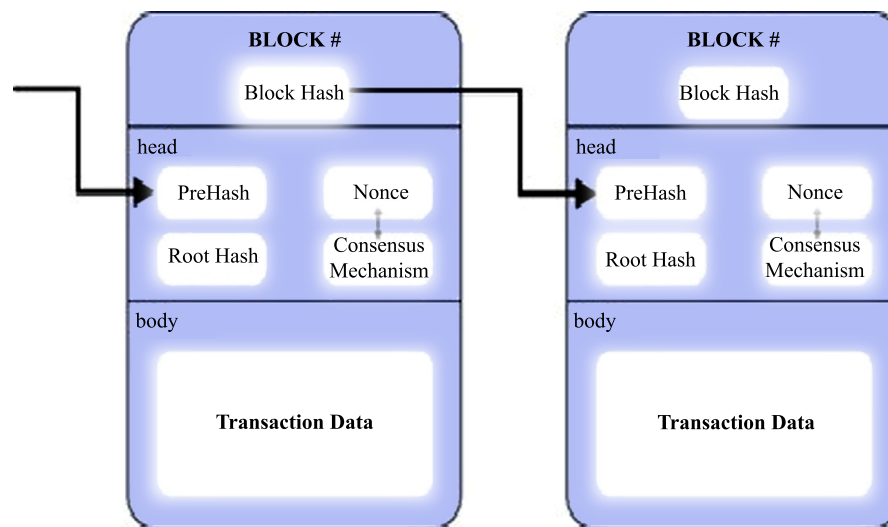 BLOCK #
Block Hash
head
PreHash
Nonce
Root Hash
Consensus
Mechanism
body
Transaction Data
BLOCK #
Block Hash
head
PreHash
Nonce
Root Hash
Consensus
Mechanism
body
Transaction Data